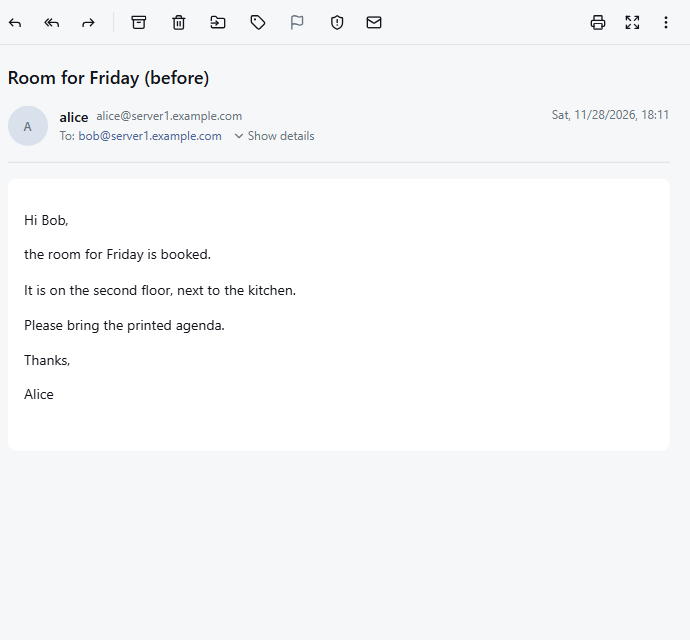 Room for Friday (before)
A
alice alice@server1.example.com
Sat, 11/28/2026, 18:11
To: bob@server1.example.com Show details
Hi Bob,
the room for Friday is booked.
It is on the second floor, next to the kitchen.
Please bring the printed agenda.
Thanks,
Alice